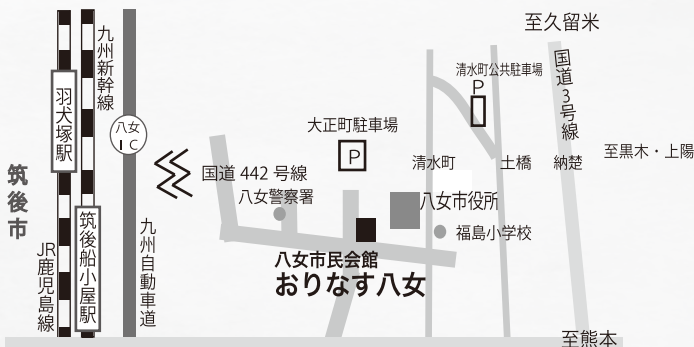 至久留米
九州新幹線
国道3号線
清水町公共駐車場
P
羽犬塚駅
八女
IC
大正町駐車場
P
至黒木・上陽
清水町
土橋
納楚
国道 442 号線
筑後市
八女警察署
八女市役所
筑後船小屋駅
九州自動車道
福島小学校
JR鹿児島線
八女市民会館
おりなす八女
至熊本